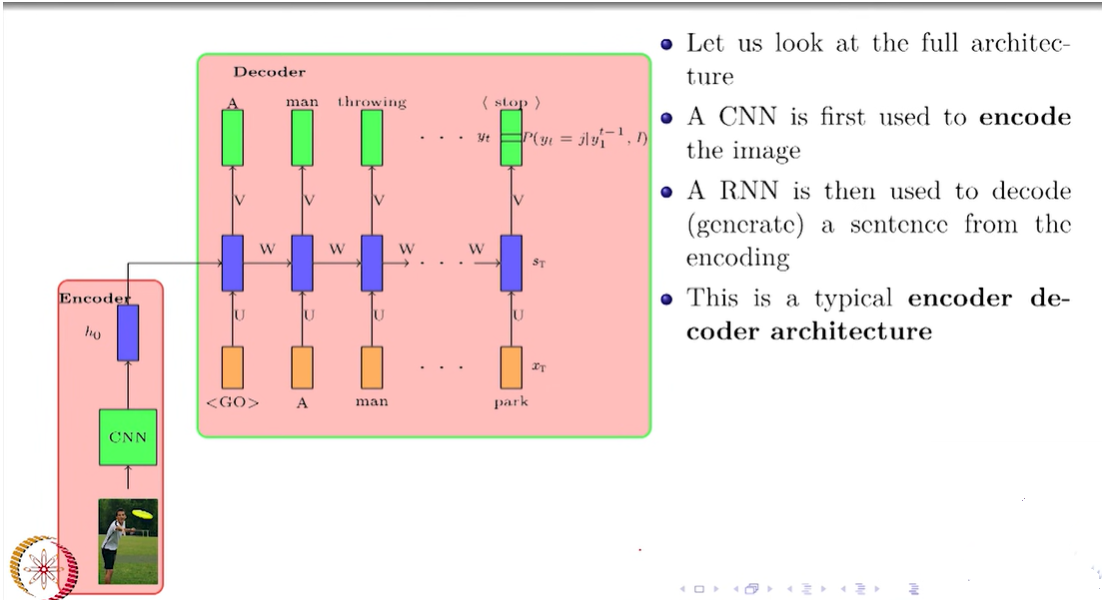 Decoder
A man throwing ⟨ stop ⟩
· · · yₜ P(yₜ = j|y₁ᵗ⁻¹, I)
V V V V
W W W · · · W s_T
Encoder
U U U U
h₀
· · · x_T
<GO> A man park
CNN
Let us look at the full architec-
ture
A CNN is first used to encode
the image
A RNN is then used to decode
(generate) a sentence from the
encoding
This is a typical encoder de-
coder architecture